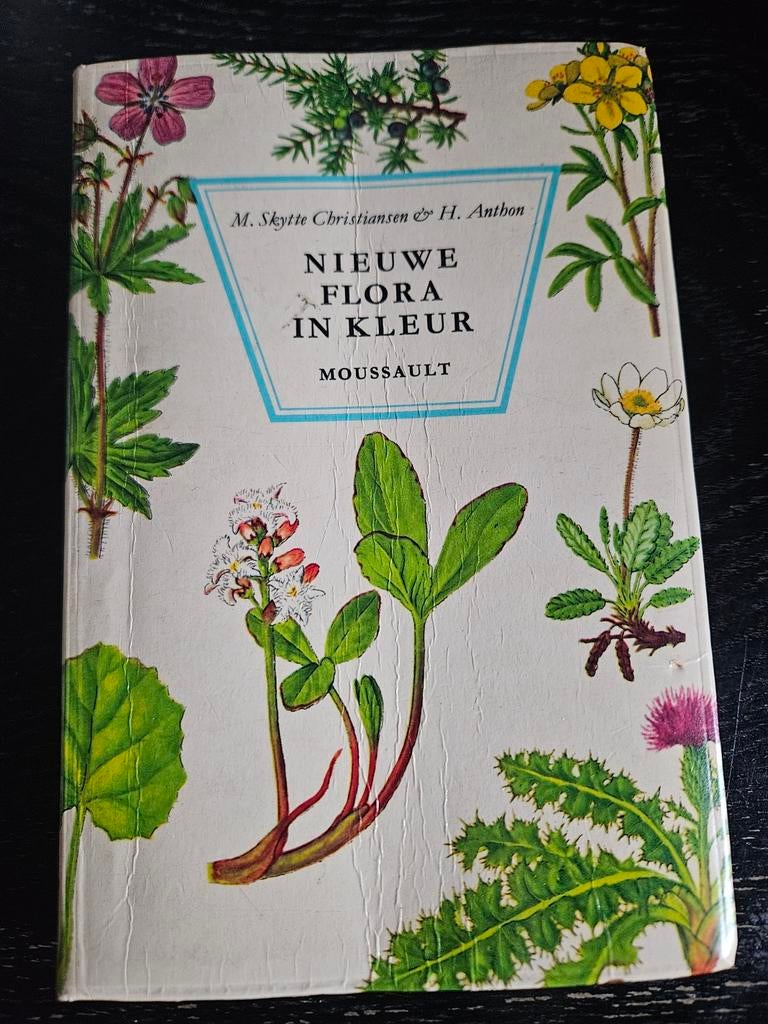 M. Skytte Christiansen & H. Anthon
NIEUWE
FLORA
IN KLEUR
MOUSSAULT